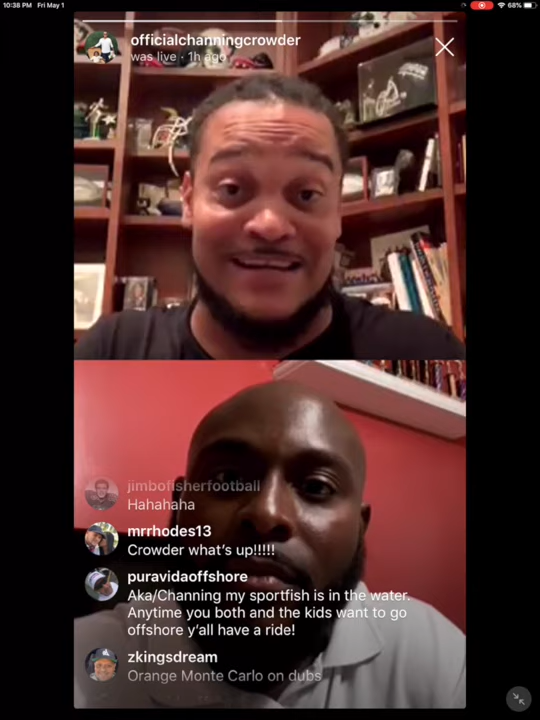 10:38 PM Fri May 1
68%
officialchanningcrowder
was live · 1h ago
jimbofisherfootball
Hahahaha
mrrhodes13
Crowder what's up!!!!!
puravidaoffshore
Aka/Channing my sportfish is in the water.
Anytime you both and the kids want to go
offshore y'all have a ride!
zkingsdream
Orange Monte Carlo on dubs